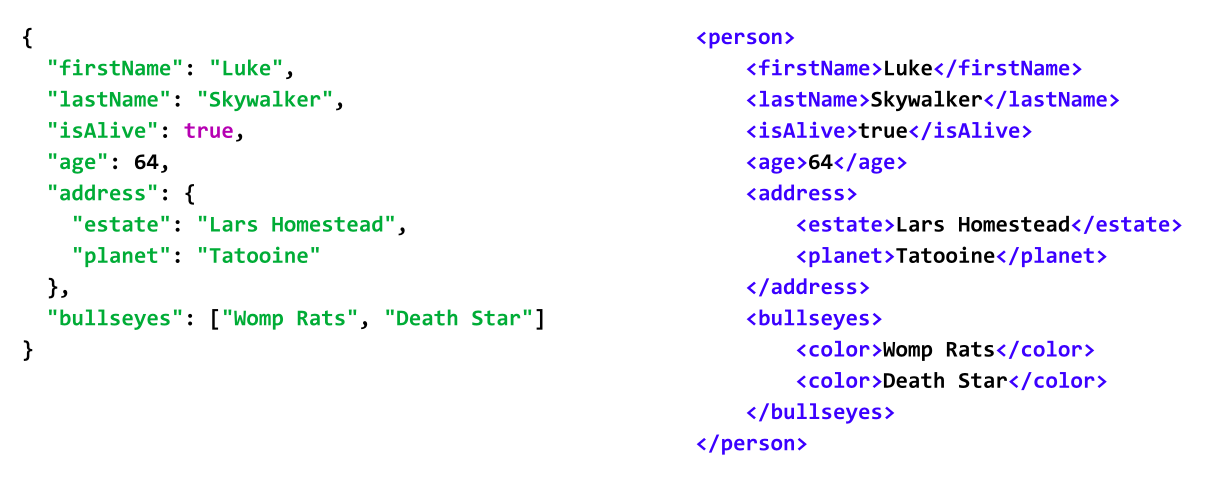 {
  "firstName": "Luke",
  "lastName": "Skywalker",
  "isAlive": true,
  "age": 64,
  "address": {
    "estate": "Lars Homestead",
    "planet": "Tatooine"
  },
  "bullseyes": ["Womp Rats", "Death Star"]
}
<person>
    <firstName>Luke</firstName>
    <lastName>Skywalker</lastName>
    <isAlive>true</isAlive>
    <age>64</age>
    <address>
        <estate>Lars Homestead</estate>
        <planet>Tatooine</planet>
    </address>
    <bullseyes>
        <color>Womp Rats</color>
        <color>Death Star</color>
    </bullseyes>
</person>